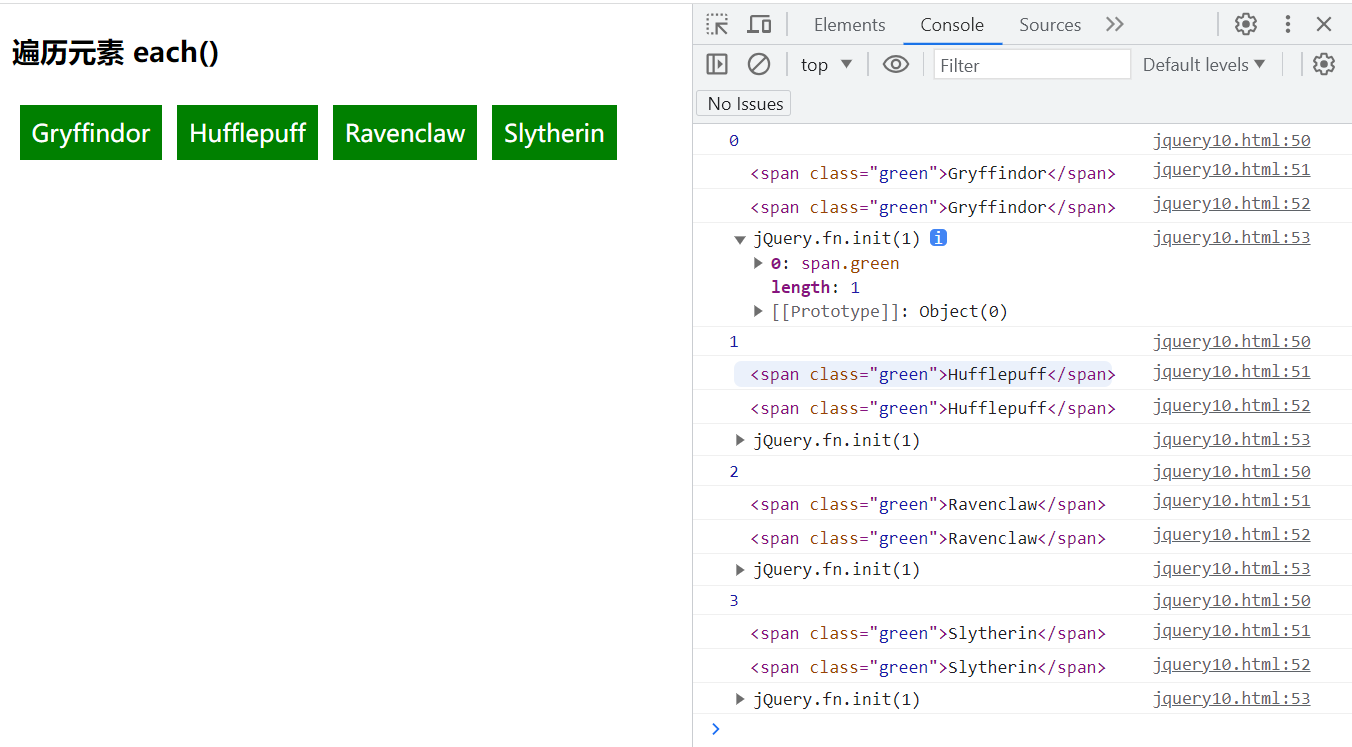 遍历元素 each()
Gryffindor Hufflepuff Ravenclaw Slytherin
Elements Console Sources
top Filter Default levels
No Issues
0 jquery10.html:50
<span class="green">Gryffindor</span> jquery10.html:51
<span class="green">Gryffindor</span> jquery10.html:52
jQuery.fn.init(1) i jquery10.html:53
0: span.green
length: 1
[[Prototype]]: Object(0)
1 jquery10.html:50
<span class="green">Hufflepuff</span> jquery10.html:51
<span class="green">Hufflepuff</span> jquery10.html:52
jQuery.fn.init(1) jquery10.html:53
2 jquery10.html:50
<span class="green">Ravenclaw</span> jquery10.html:51
<span class="green">Ravenclaw</span> jquery10.html:52
jQuery.fn.init(1) jquery10.html:53
3 jquery10.html:50
<span class="green">Slytherin</span> jquery10.html:51
<span class="green">Slytherin</span> jquery10.html:52
jQuery.fn.init(1) jquery10.html:53